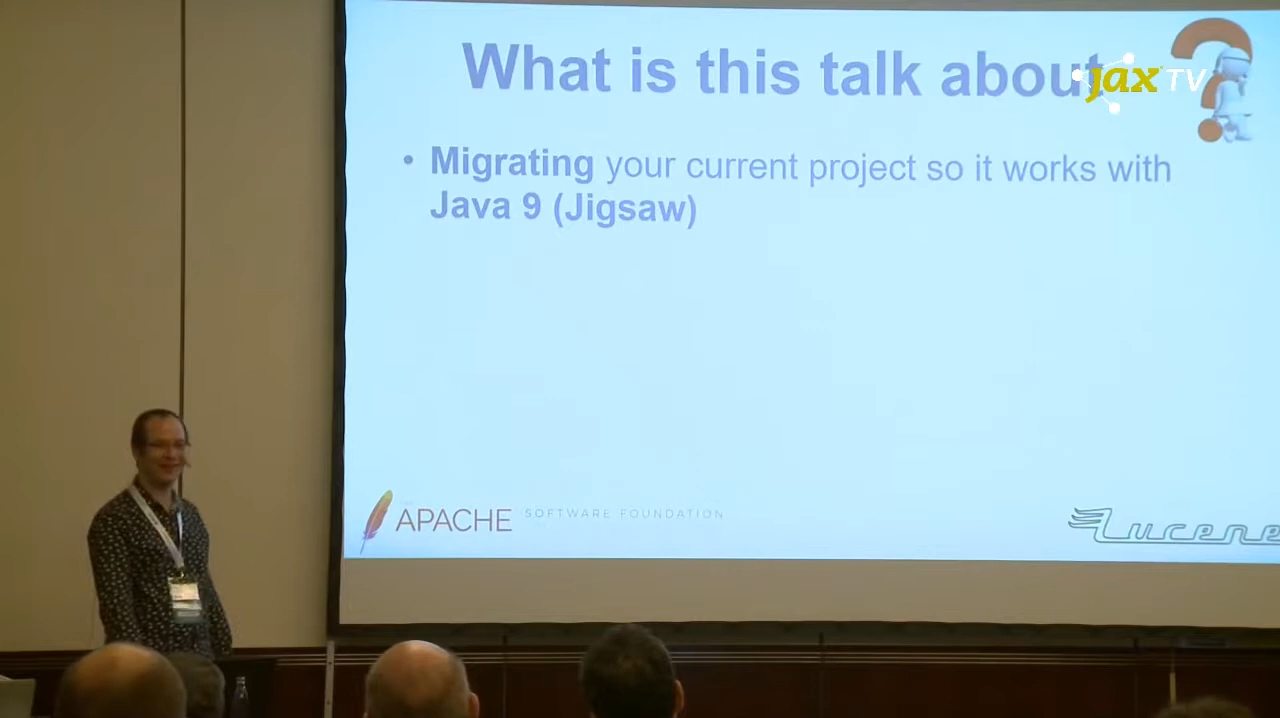 What is this talk about
jax TV
• Migrating your current project so it works with
Java 9 (Jigsaw)
APACHE SOFTWARE FOUNDATION
Lucene